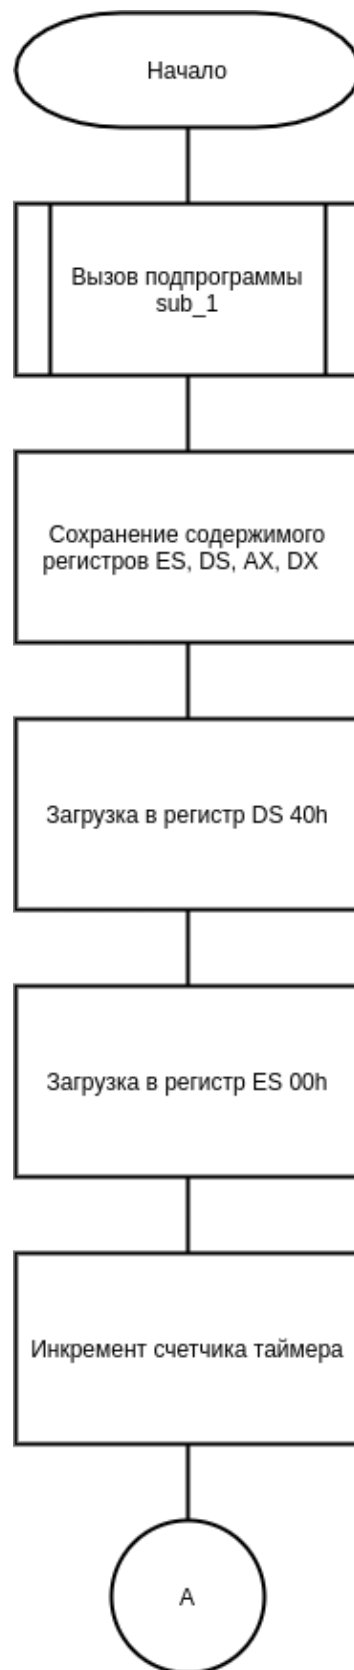 Начало
Вызов подпрограммы
sub_1
Сохранение содержимого
регистров ES, DS, AX, DX
Загрузка в регистр DS 40h
Загрузка в регистр ES 00h
Инкремент счетчика таймера
А